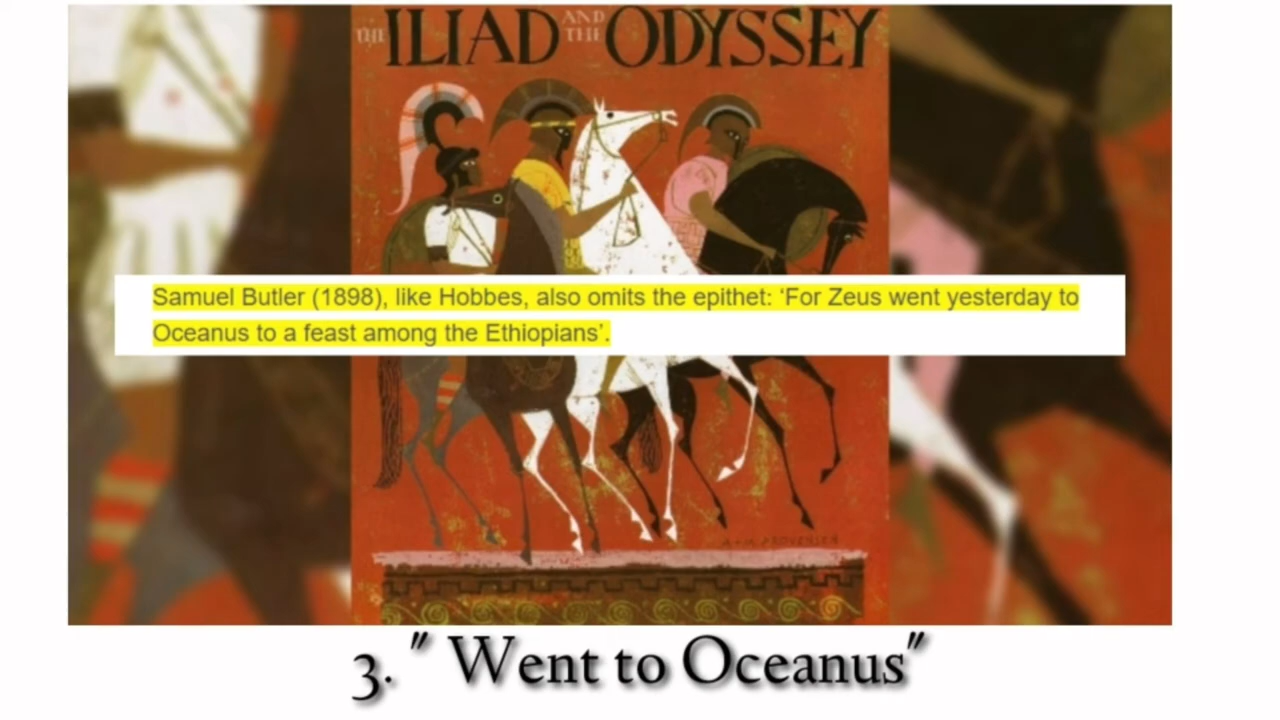 THE ILIAD AND THE ODYSSEY
Samuel Butler (1898), like Hobbes, also omits the epithet: ‘For Zeus went yesterday to
Oceanus to a feast among the Ethiopians’.
A + M PROVENSEN
3. " Went to Oceanus"